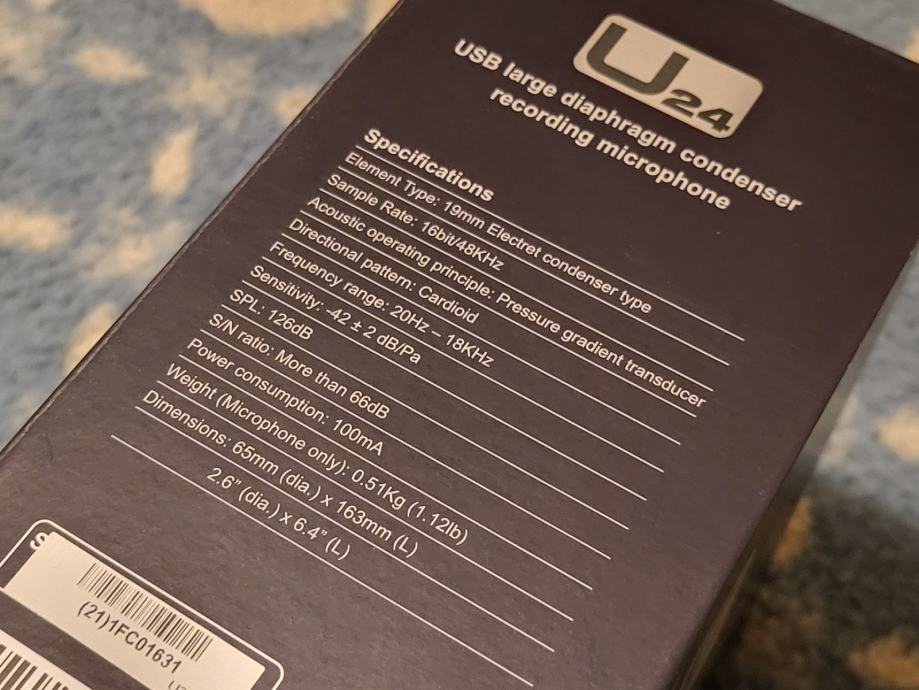 U24
USB large diaphragm condenser
recording microphone
Specifications
Element Type: 19mm Electret condenser type
Sample Rate: 16bit/48KHz
Acoustic operating principle: Pressure gradient transducer
Directional pattern: Cardioid
Frequency range: 20Hz – 18KHz
Sensitivity: -42 ± 2 dB/Pa
SPL: 126dB
S/N ratio: More than 66dB
Power consumption: 100mA
Weight (Microphone only): 0.51Kg (1.12lb)
Dimensions: 65mm (dia.) x 163mm (L)
2.6" (dia.) x 6.4" (L)
(21)1FC01631